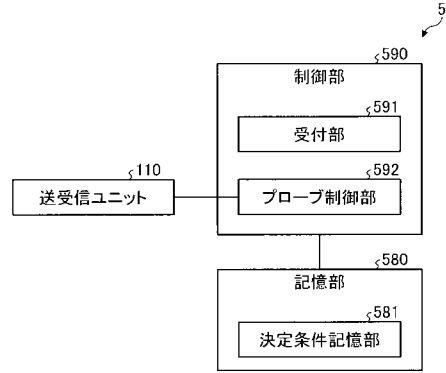 5
590
制御部
591
受付部
110
592
送受信ユニット
プローブ制御部
580
記憶部
581
決定条件記憶部